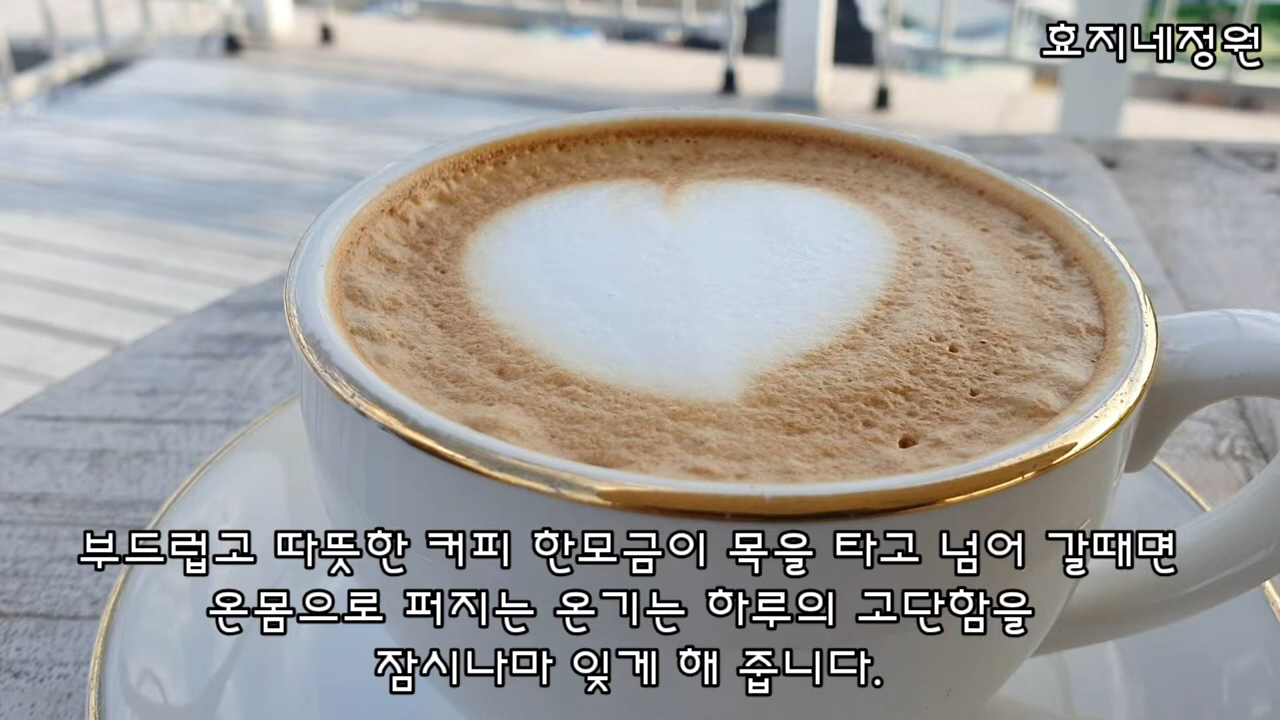 효지네정원
부드럽고 따뜻한 커피 한모금이 목을 타고 넘어 갈때면
온몸으로 퍼지는 온기는 하루의 고단함을
잠시나마 잊게 해 줍니다.